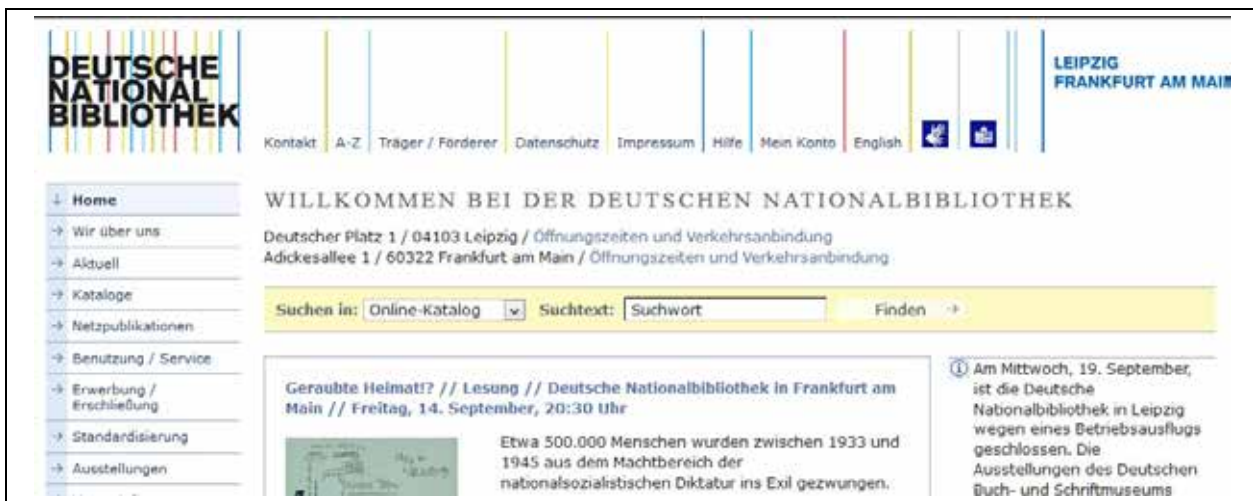 DEUTSCHE
NATIONAL
BIBLIOTHEK
LEIPZIG
FRANKFURT AM MAIN
Kontakt A-Z Träger / Förderer Datenschutz Impressum Hilfe Mein Konto English
Home
Wir über uns
Aktuell
Kataloge
Netzpublikationen
Benutzung / Service
Erwerbung /
Erschließung
Standardisierung
Ausstellungen
WILLKOMMEN BEI DER DEUTSCHEN NATIONALBIBLIOTHEK
Deutscher Platz 1 / 04103 Leipzig / Öffnungszeiten und Verkehrsanbindung
Adickesallee 1 / 60322 Frankfurt am Main / Öffnungszeiten und Verkehrsanbindung
Suchen in: Online-Katalog Suchtext: Suchwort Finden
Geraubte Heimat!? // Lesung // Deutsche Nationalbibliothek in Frankfurt am
Main // Freitag, 14. September, 20:30 Uhr
Etwa 500.000 Menschen wurden zwischen 1933 und
1945 aus dem Machtbereich der
nationalsozialistischen Diktatur ins Exil gezwungen.
Am Mittwoch, 19. September,
ist die Deutsche
Nationalbibliothek in Leipzig
wegen eines Betriebsausflugs
geschlossen. Die
Ausstellungen des Deutschen
Buch- und Schriftmuseums